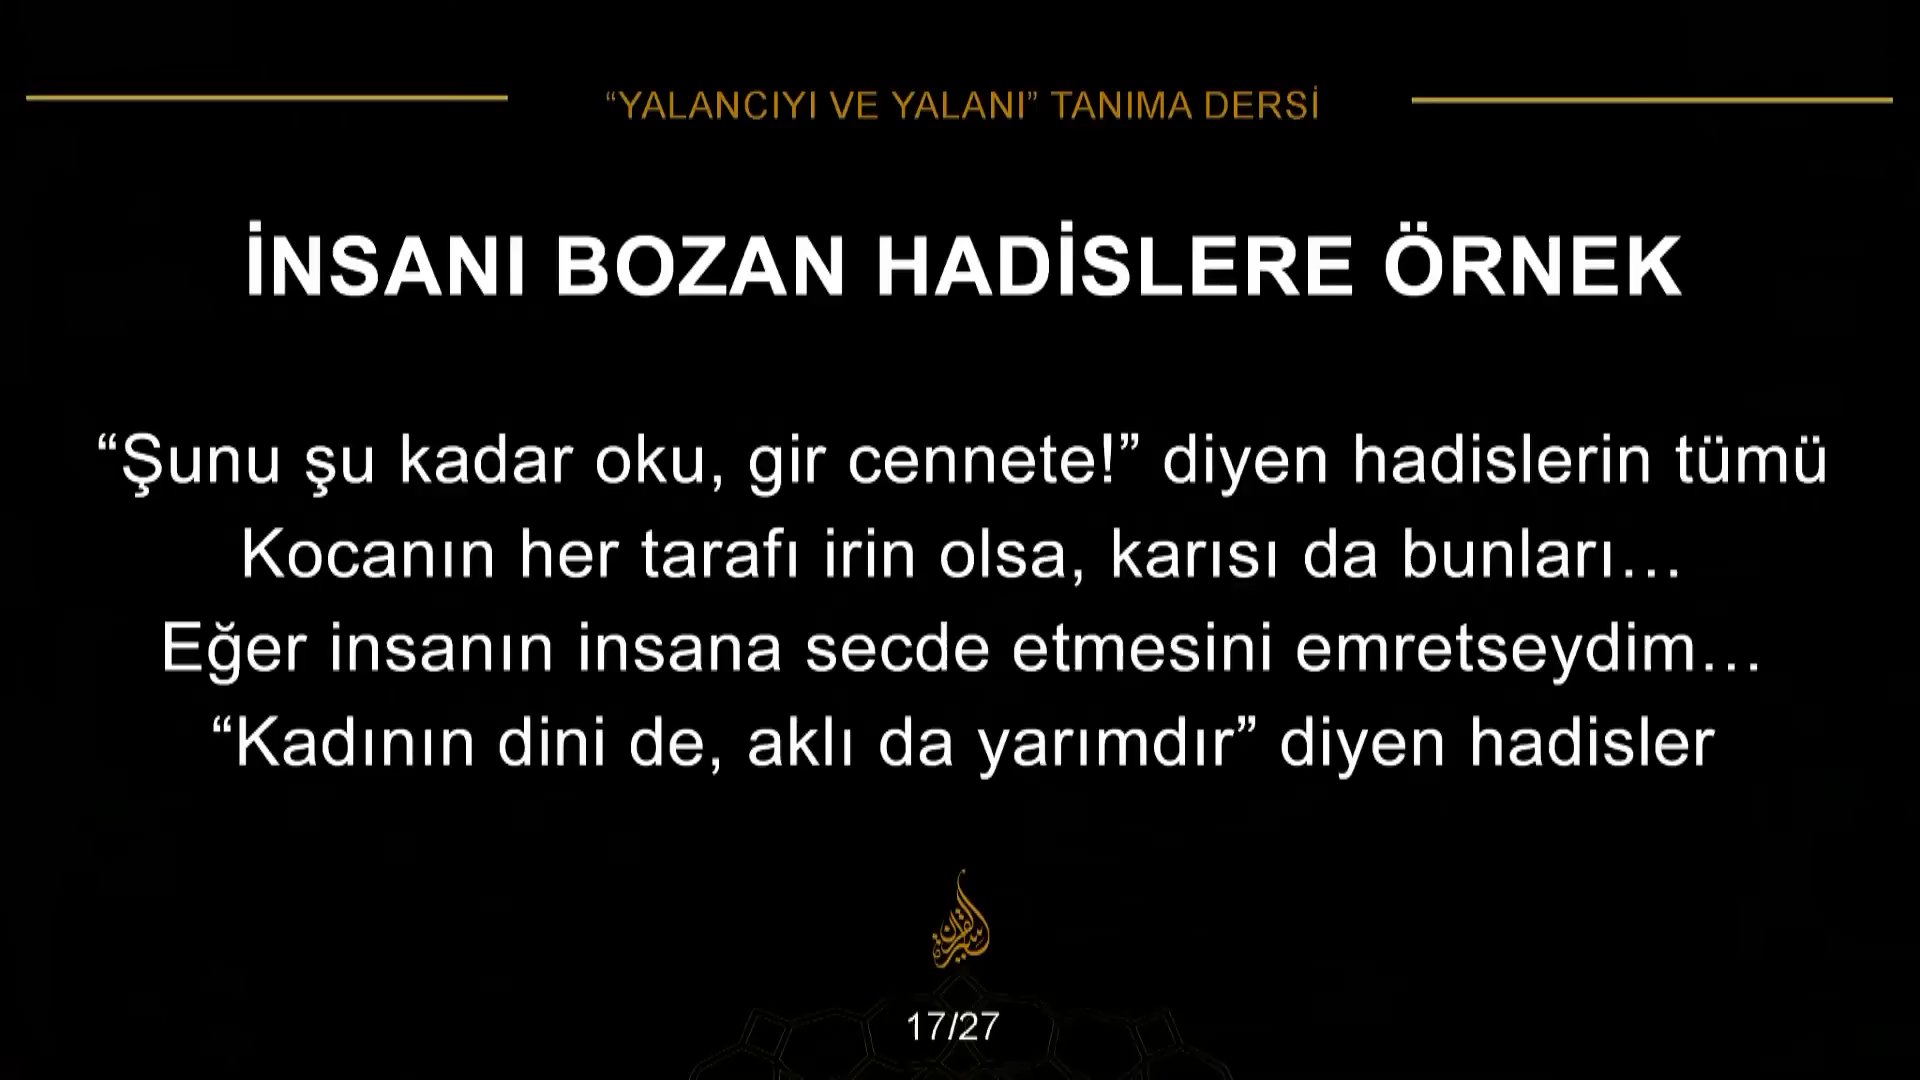 “YALANCIYI VE YALANI” TANIMA DERSİ
İNSANI BOZAN HADİSLERE ÖRNEK
“Şunu şu kadar oku, gir cennete!” diyen hadislerin tümü
Kocanın her tarafı irin olsa, karısı da bunları…
Eğer insanın insana secde etmesini emretseydim…
“Kadının dini de, aklı da yarımdır” diyen hadisler
17/27